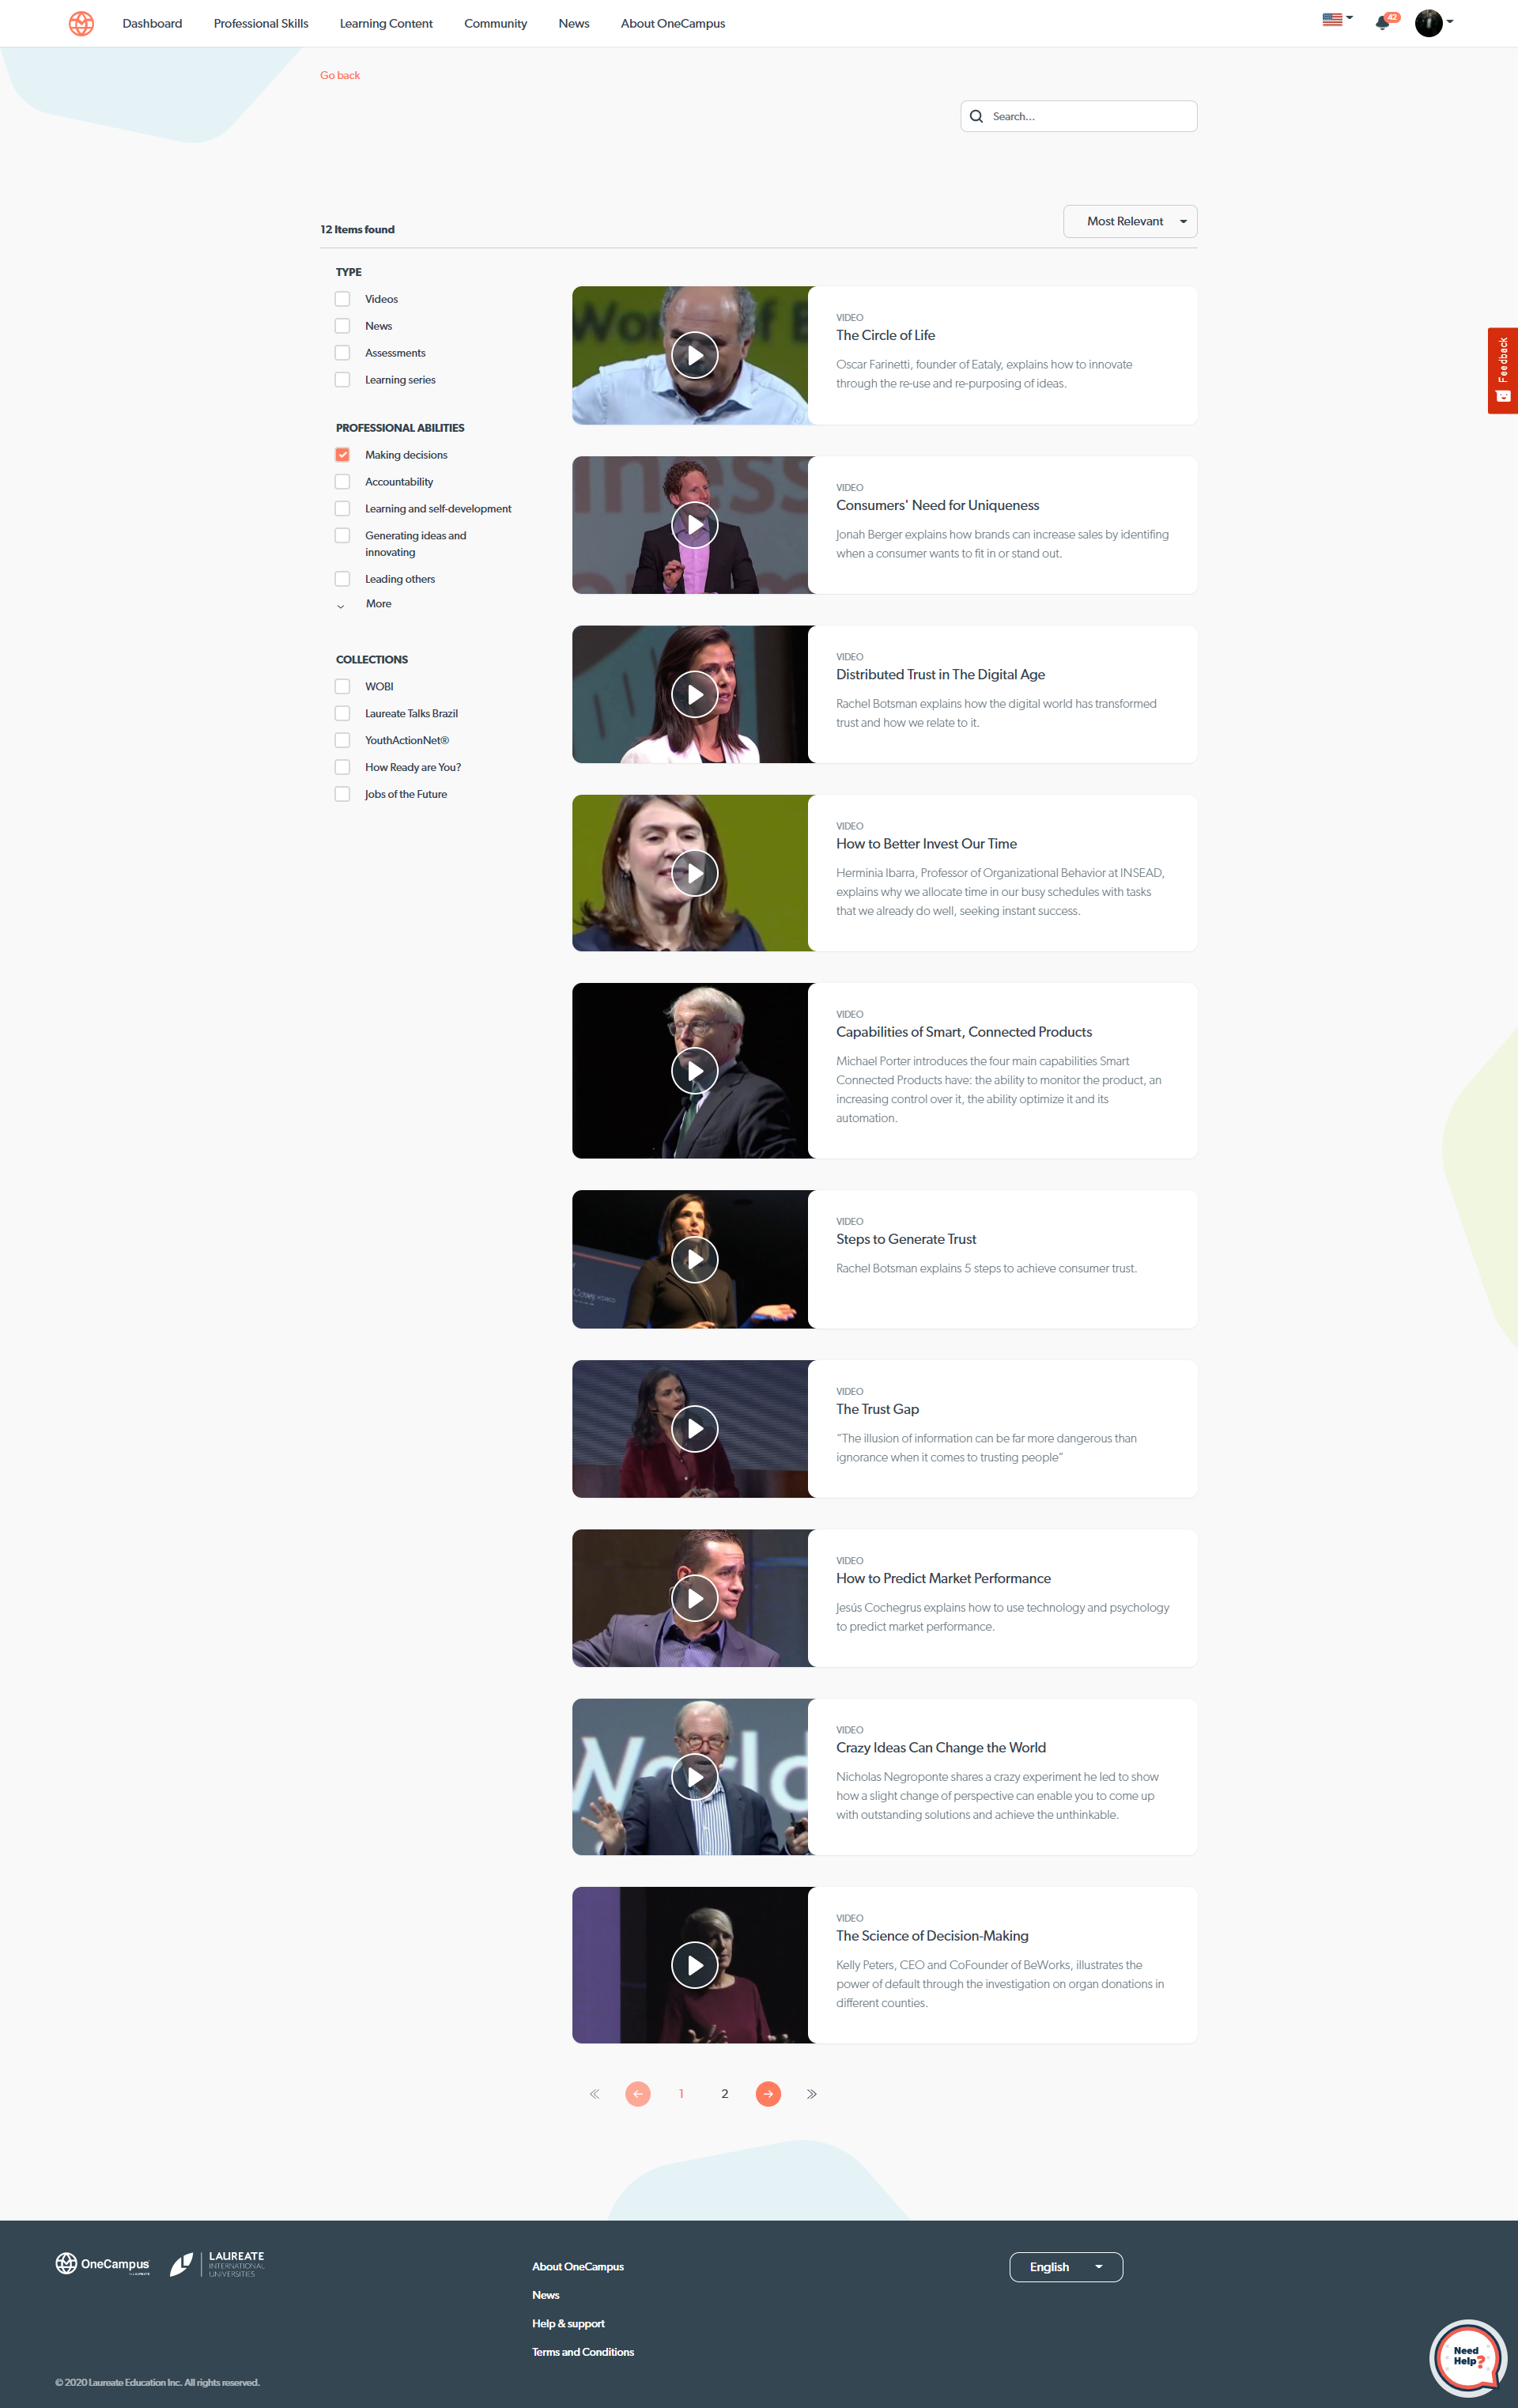 Dashboard
Professional Skills
Learning Content
Community
News
About OneCampus
42
Go back
Search...
12 Items found
Most Relevant
Feedback
TYPE
Videos
News
Assessments
Learning series
PROFESSIONAL ABILITIES
Making decisions
Accountability
Learning and self-development
Generating ideas and
innovating
Leading others
More
COLLECTIONS
WOBI
Laureate Talks Brazil
YouthActionNet®
How Ready are You?
Jobs of the Future
VIDEO
The Circle of Life
Oscar Farinetti, founder of Eataly, explains how to innovate
through the re-use and re-purposing of ideas.
VIDEO
Consumers' Need for Uniqueness
Jonah Berger explains how brands can increase sales by identifing
when a consumer wants to fit in or stand out.
VIDEO
Distributed Trust in The Digital Age
Rachel Botsman explains how the digital world has transformed
trust and how we relate to it.
VIDEO
How to Better Invest Our Time
Herminia Ibarra, Professor of Organizational Behavior at INSEAD,
explains why we allocate time in our busy schedules with tasks
that we already do well, seeking instant success.
VIDEO
Capabilities of Smart, Connected Products
Michael Porter introduces the four main capabilities Smart
Connected Products have: the ability to monitor the product, an
increasing control over it, the ability optimize it and its
automation.
VIDEO
Steps to Generate Trust
Rachel Botsman explains 5 steps to achieve consumer trust.
VIDEO
The Trust Gap
"The illusion of information can be far more dangerous than
ignorance when it comes to trusting people"
VIDEO
How to Predict Market Performance
Jesús Cochegrus explains how to use technology and psychology
to predict market performance.
World
VIDEO
Crazy Ideas Can Change the World
Nicholas Negroponte shares a crazy experiment he led to show
how a slight change of perspective can enable you to come up
with outstanding solutions and achieve the unthinkable.
VIDEO
The Science of Decision-Making
Kelly Peters, CEO and CoFounder of BeWorks, illustrates the
power of default through the investigation on organ donations in
different counties.
1 2
OneCampus
LAUREATE
INTERNATIONAL
UNIVERSITIES
About OneCampus
News
Help & support
Terms and Conditions
English
Need
Help?
© 2020 Laureate Education Inc. All rights reserved.